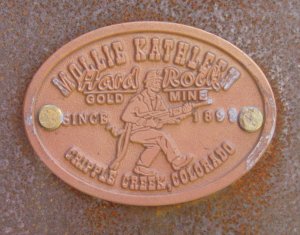 MOLLIE KATHLEEN
Hard Rock
GOLD MINE
SINCE 1892
CRIPPLE CREEK, COLORADO